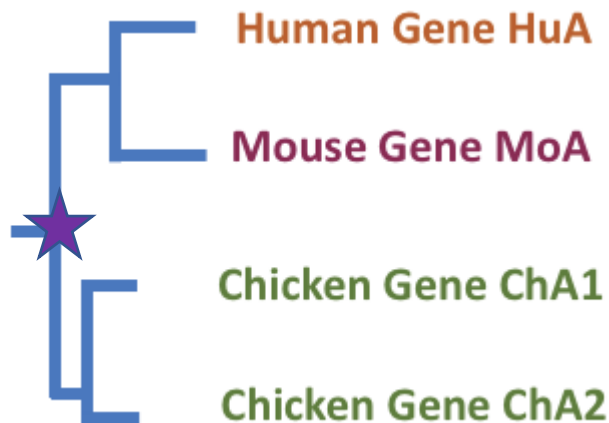 Human Gene HuA
Mouse Gene MoA
Chicken Gene ChA1
Chicken Gene ChA2